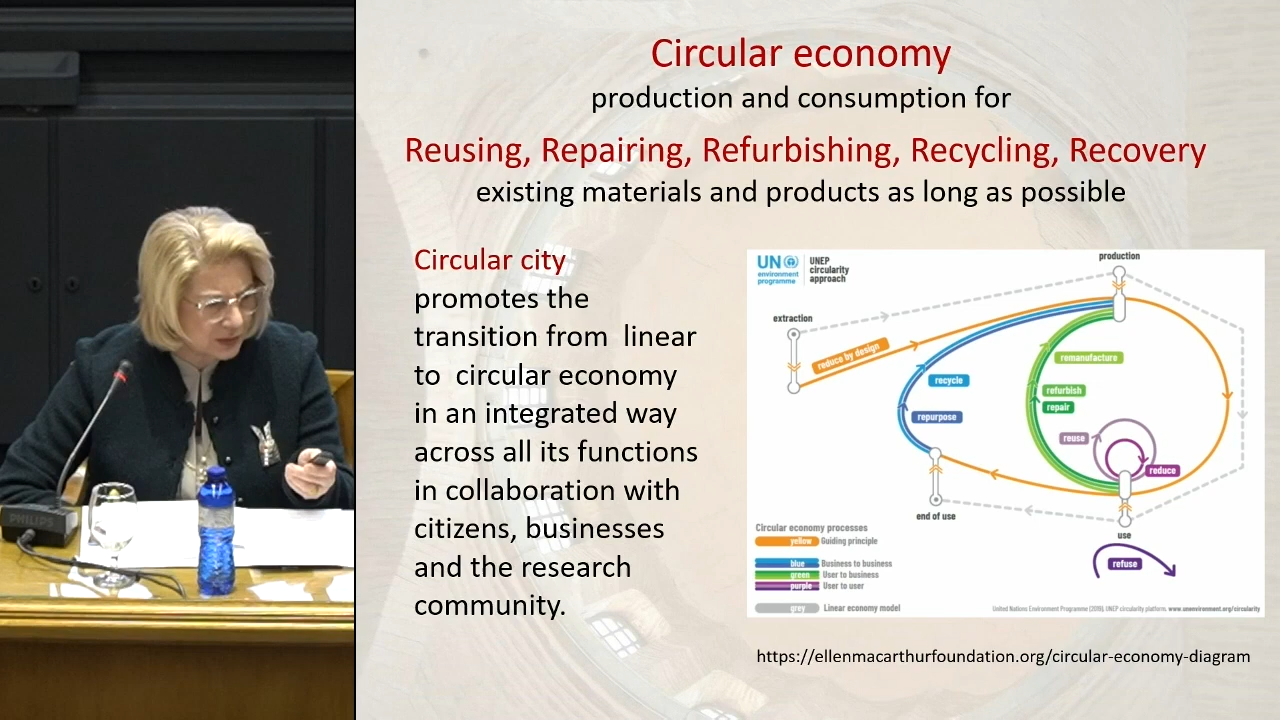 Circular economy
production and consumption for
Reusing, Repairing, Refurbishing, Recycling, Recovery
existing materials and products as long as possible
Circular city
promotes the
transition from linear
to circular economy
in an integrated way
across all its functions
in collaboration with
citizens, businesses
and the research
community.
UN
environment
programme
UNEP
circularity
approach
production
extraction
reduce by design
remanufacture
recycle
refurbish
repair
repurpose
reuse
reduce
end of use
use
refuse
Circular economy processes
yellow Guiding principle
blue Business to business
green User to business
purple User to user
grey Linear economy model
United Nations Environment Programme (2019), UNEP circularity platform, www.unenvironment.org/circularity
https://ellenmacarthurfoundation.org/circular-economy-diagram
PHILIPS